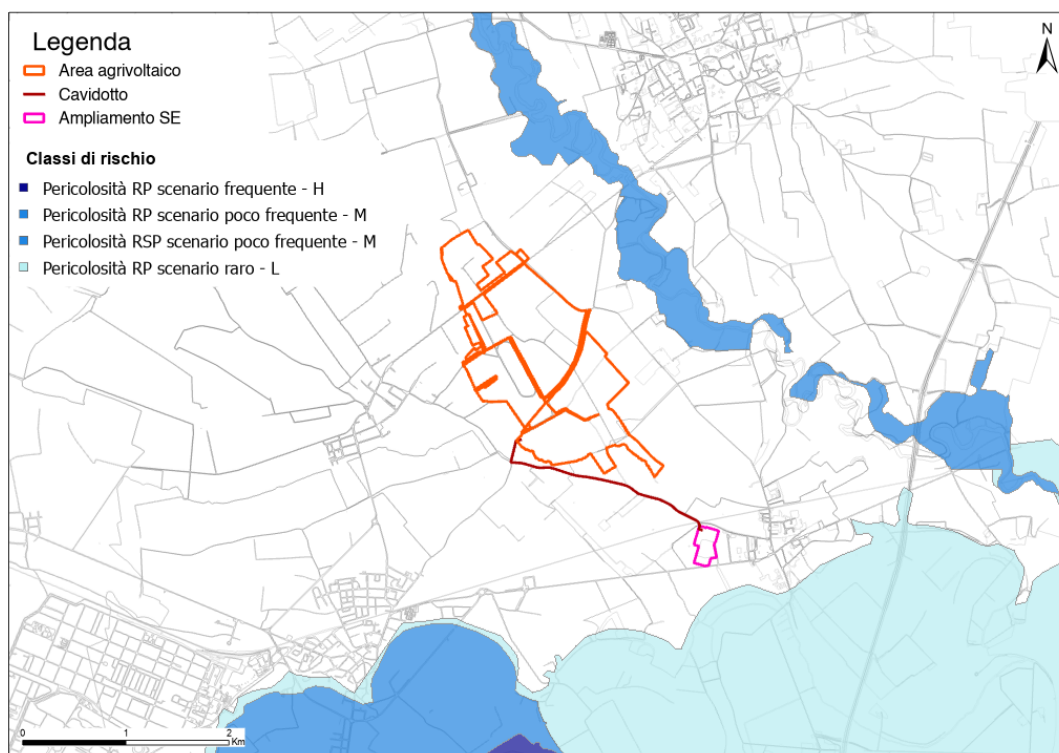 Legenda
Area agrivoltaico
Cavidotto
Ampliamento SE
Classi di rischio
Pericolosità RP scenario frequente - H
Pericolosità RP scenario poco frequente - M
Pericolosità RSP scenario poco frequente - M
Pericolosità RP scenario raro - L
N
0 1 2
Km